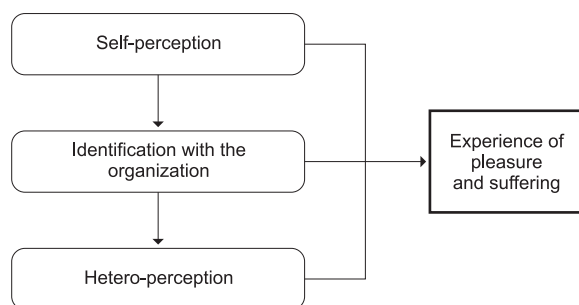 Self-perception
Identification with the
organization
Hetero-perception
Experience of
pleasure
and suffering